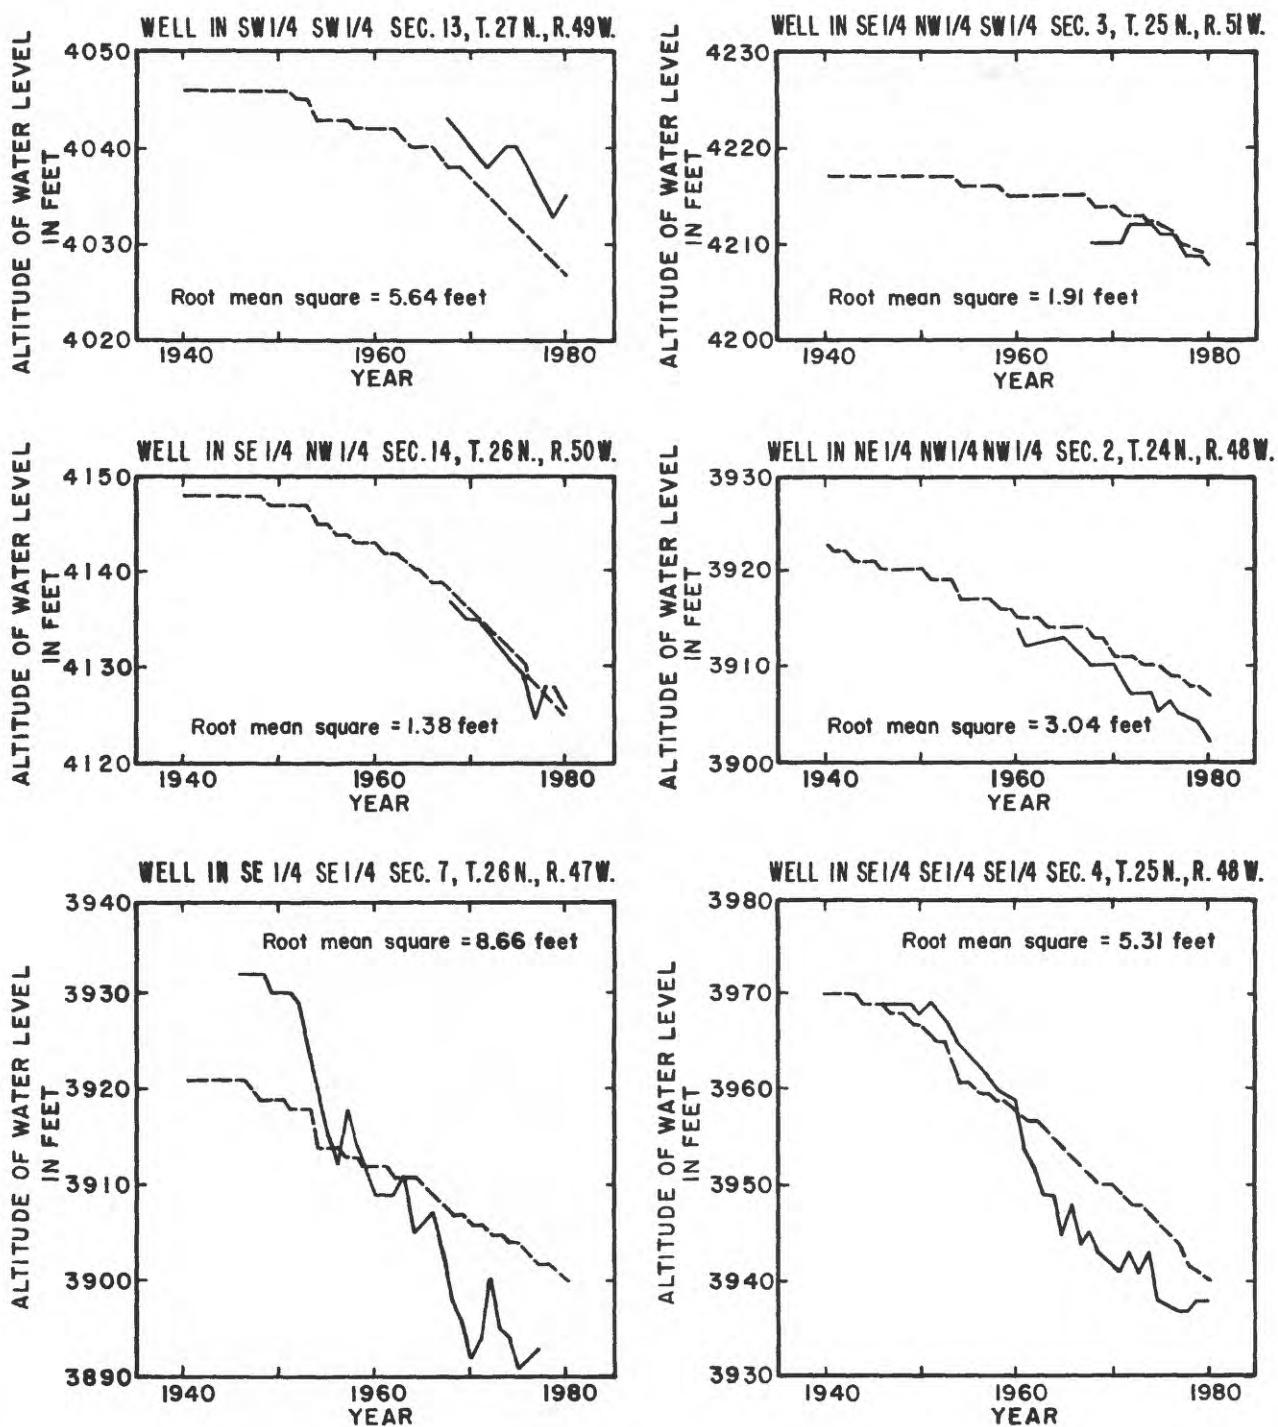 WELL IN SW 1/4 SW 1/4 SEC. 13, T. 27 N., R. 49 W.
ALTITUDE OF WATER LEVEL
IN FEET
4050
4040
4030
4020
Root mean square = 5.64 feet
1940 1960 1980
YEAR
WELL IN SE 1/4 NW 1/4 SW 1/4 SEC. 3, T. 25 N., R. 51 W.
ALTITUDE OF WATER LEVEL
IN FEET
4230
4220
4210
4200
Root mean square = 1.91 feet
1940 1960 1980
YEAR
WELL IN SE 1/4 NW 1/4 SEC. 14, T. 26 N., R. 50 W.
ALTITUDE OF WATER LEVEL
IN FEET
4150
4140
4130
4120
Root mean square = 1.38 feet
1940 1960 1980
YEAR
WELL IN NE 1/4 NW 1/4 NW 1/4 SEC. 2, T. 24 N., R. 48 W.
ALTITUDE OF WATER LEVEL
IN FEET
3930
3920
3910
3900
Root mean square = 3.04 feet
1940 1960 1980
YEAR
WELL IN SE 1/4 SE 1/4 SEC. 7, T. 26 N., R. 47 W.
ALTITUDE OF WATER LEVEL
IN FEET
3940
3930
3920
3910
3900
3890
Root mean square = 8.66 feet
1940 1960 1980
YEAR
WELL IN SE 1/4 SE 1/4 SE 1/4 SEC. 4, T. 25 N., R. 48 W.
ALTITUDE OF WATER LEVEL
IN FEET
3980
3970
3960
3950
3940
3930
Root mean square = 5.31 feet
1940 1960 1980
YEAR